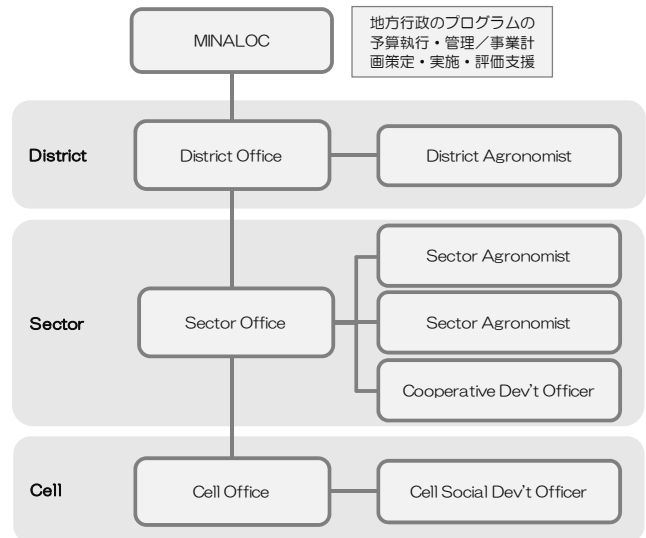 MINALOC
地方行政のプログラムの
予算執行・管理／事業計
画策定・実施・評価支援
District
District Office
District Agronomist
Sector
Sector Office
Sector Agronomist
Sector Agronomist
Cooperative Dev't Officer
Cell
Cell Office
Cell Social Dev't Officer